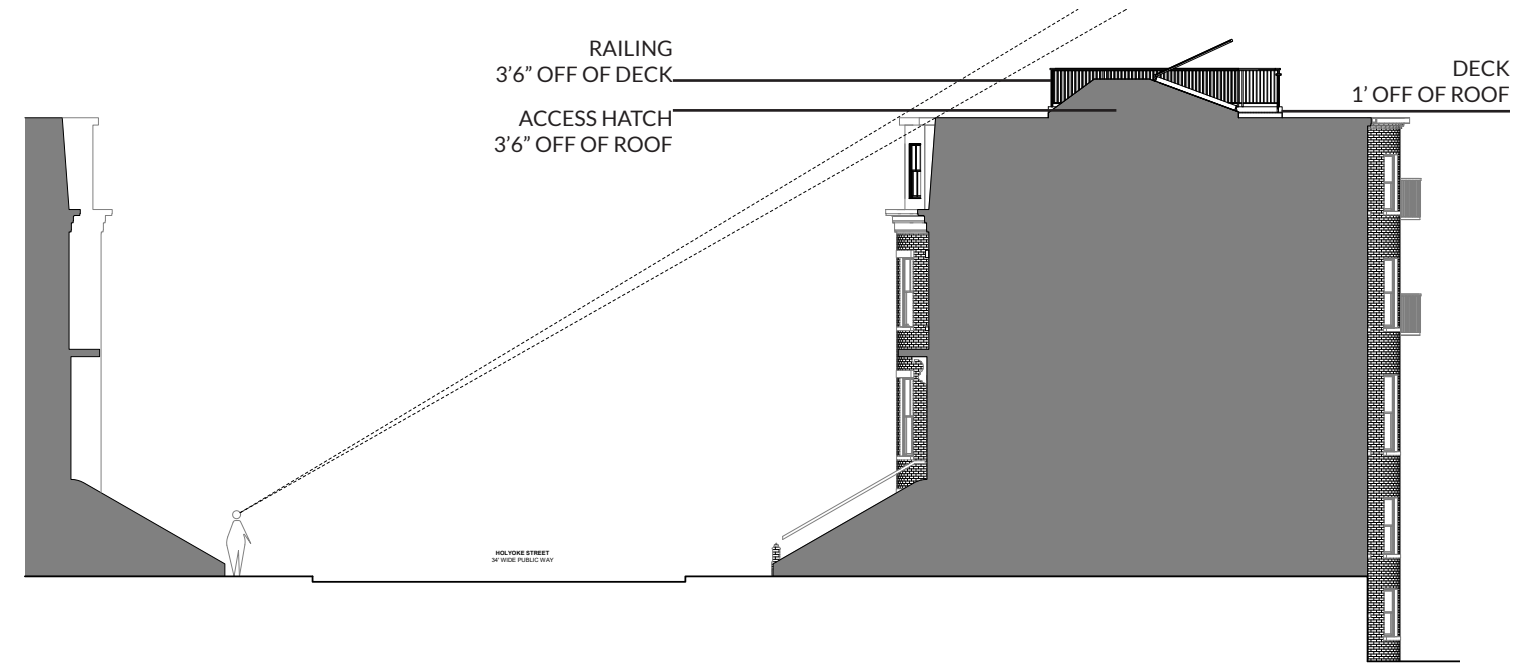 RAILING
3’6” OFF OF DECK
ACCESS HATCH
3’6” OFF OF ROOF
DECK
1’ OFF OF ROOF
HOLYOKE STREET
34' WIDE PUBLIC WAY